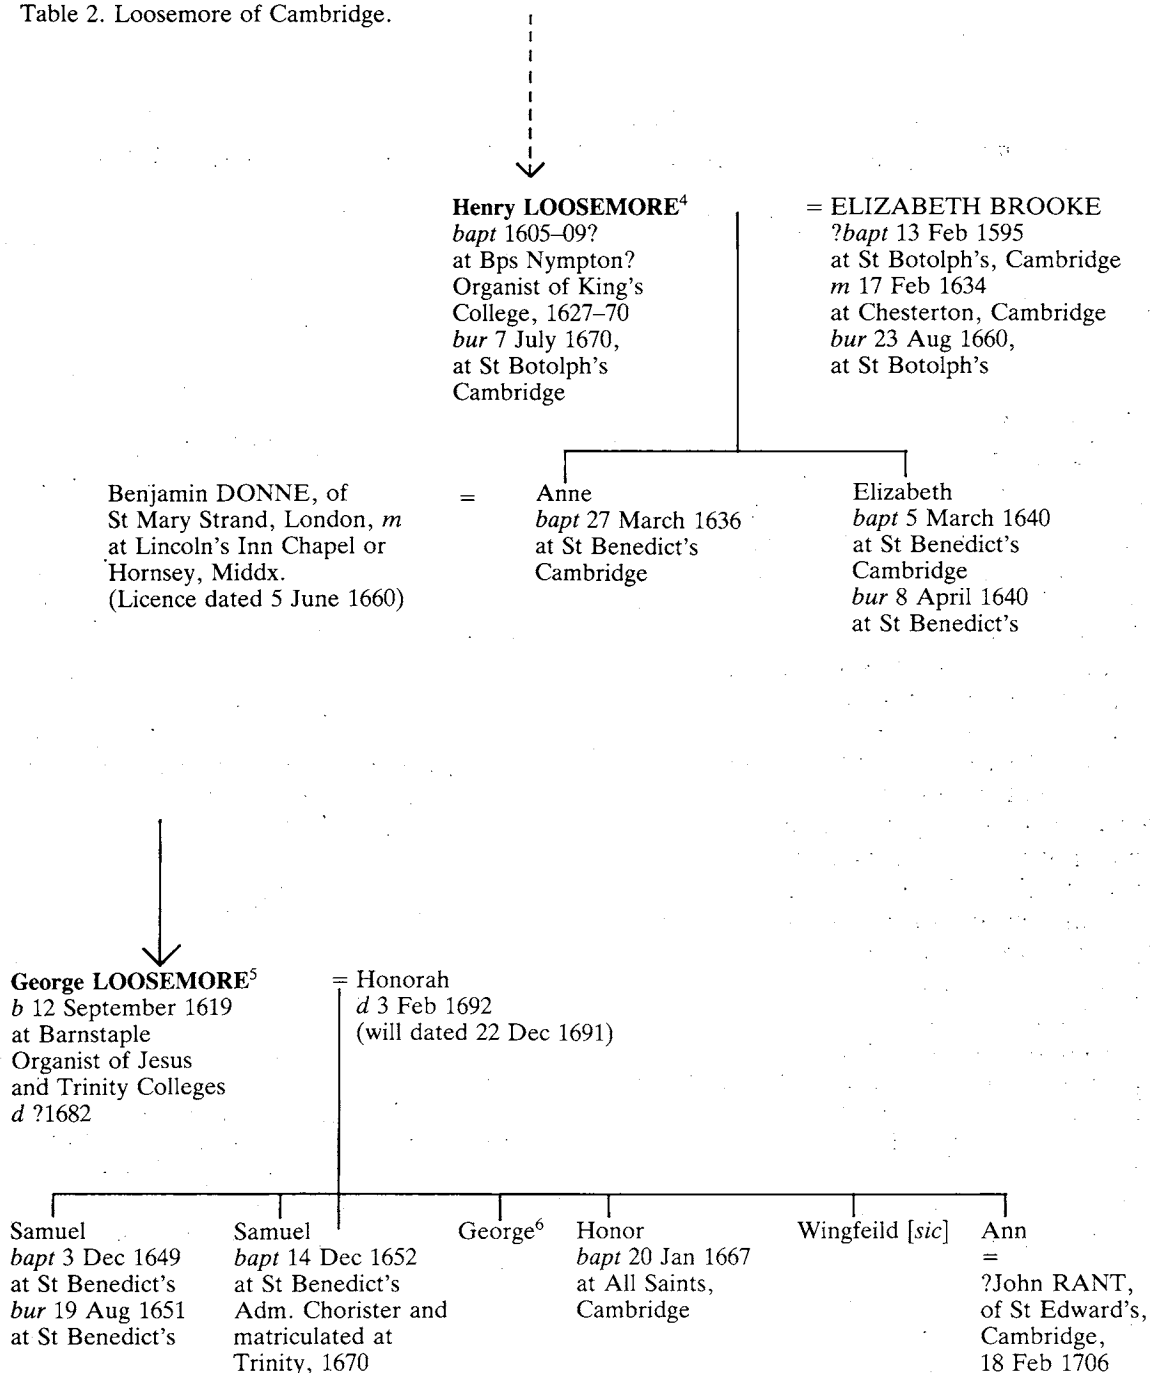 Table 2. Loosemore of Cambridge.
Henry LOOSEMORE⁴
bapt 1605–09?
at Bps Nympton?
Organist of King's
College, 1627–70
bur 7 July 1670,
at St Botolph's
Cambridge
= ELIZABETH BROOKE
?bapt 13 Feb 1595
at St Botolph's, Cambridge
m 17 Feb 1634
at Chesterton, Cambridge
bur 23 Aug 1660,
at St Botolph's
Benjamin DONNE, of
St Mary Strand, London, m
at Lincoln's Inn Chapel or
Hornsey, Middx.
(Licence dated 5 June 1660)
=
Anne
bapt 27 March 1636
at St Benedict's
Cambridge
Elizabeth
bapt 5 March 1640
at St Benedict's
Cambridge
bur 8 April 1640
at St Benedict's
George LOOSEMORE⁵
b 12 September 1619
at Barnstaple
Organist of Jesus
and Trinity Colleges
d ?1682
= Honorah
d 3 Feb 1692
(will dated 22 Dec 1691)
Samuel
bapt 3 Dec 1649
at St Benedict's
bur 19 Aug 1651
at St Benedict's
Samuel
bapt 14 Dec 1652
at St Benedict's
Adm. Chorister and
matriculated at
Trinity, 1670
George⁶
Honor
bapt 20 Jan 1667
at All Saints,
Cambridge
Wingfeild [sic]
Ann
=
?John RANT,
of St Edward's,
Cambridge,
18 Feb 1706